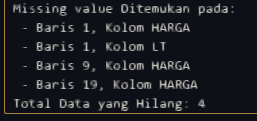 Missing value Ditemukan pada:
- Baris 1, Kolom HARGA
- Baris 1, Kolom LT
- Baris 9, Kolom HARGA
- Baris 19, Kolom HARGA
Total Data yang Hilang: 4